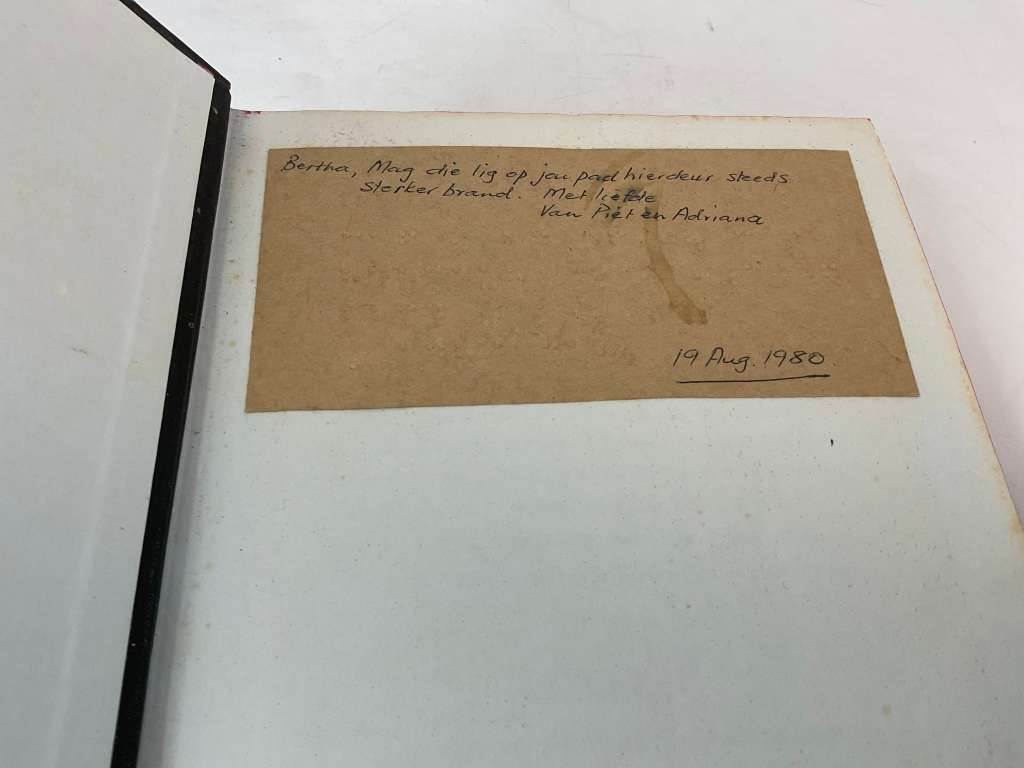 Bertha, Mag die lig op jou pad hierdeur steeds
sterker brand. Met liefde
Van Piet en Adriana
19 Aug. 1980